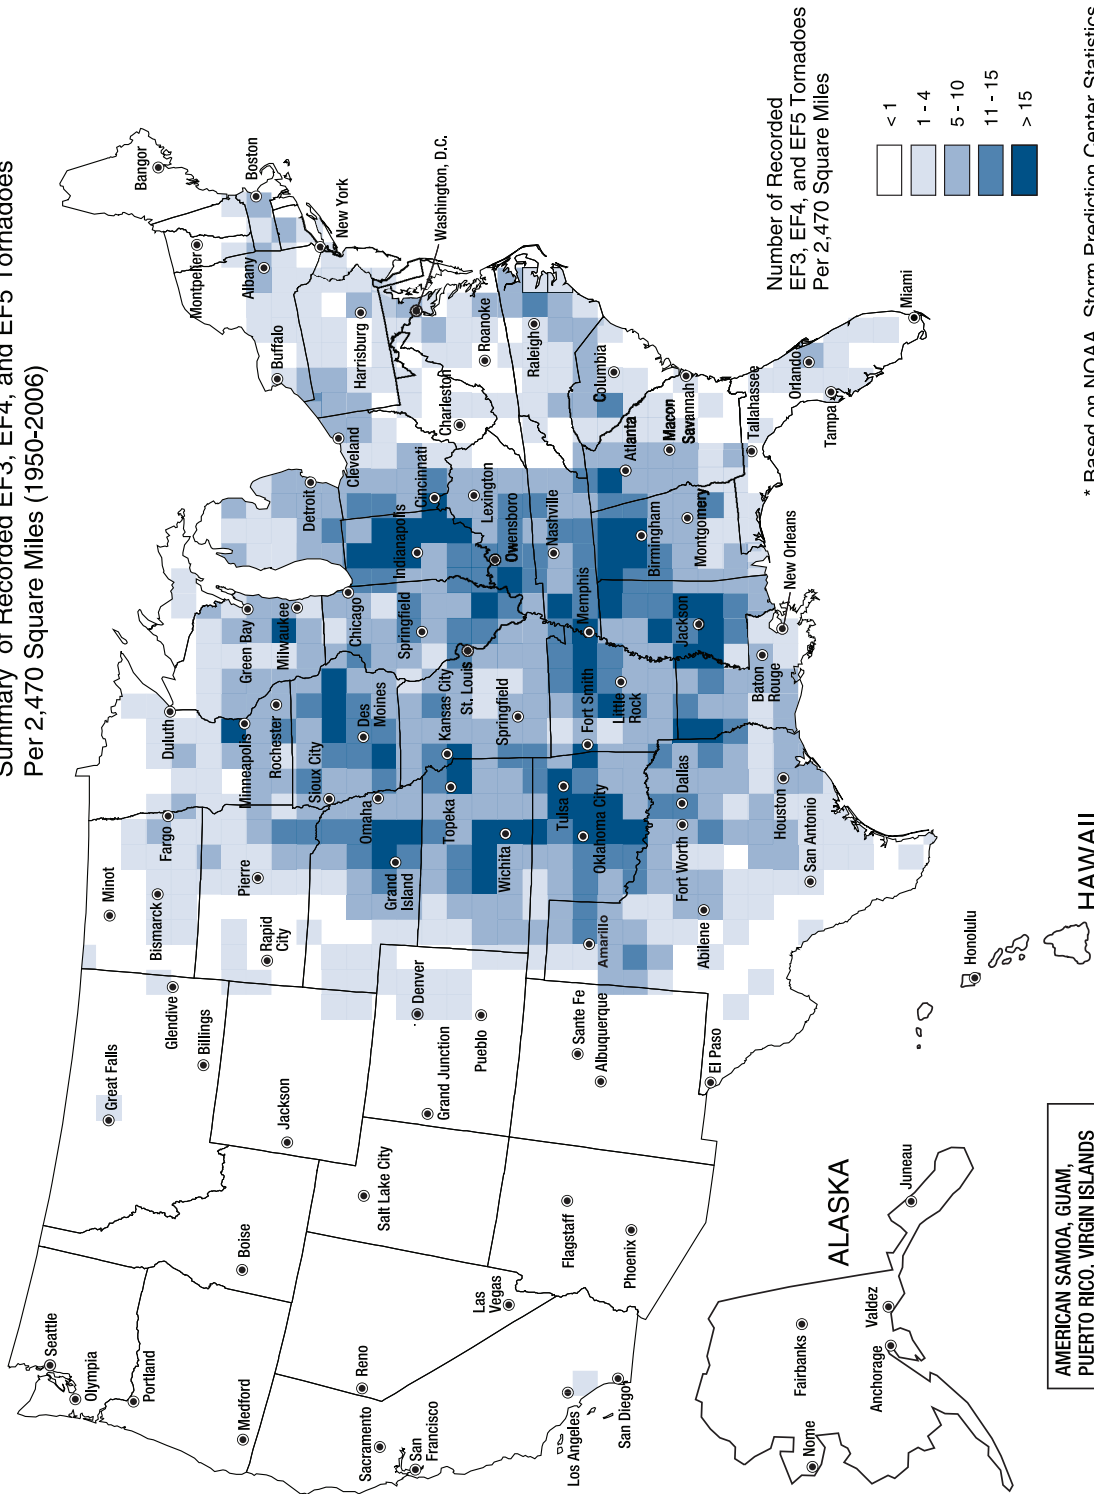 Summary of Recorded EF3, EF4, and EF5 Tornadoes
Per 2,470 Square Miles (1950-2006)
Seattle
Olympia
Portland
Medford
Boise
Great Falls
Glendive
Billings
Jackson
Minot
Bismarck
Fargo
Pierre
Rapid
City
Duluth
Minneapolis
Rochester
Green Bay
Milwaukee
Sioux City
Des
Moines
Omaha
Grand
Island
Chicago
Springfield
Detroit
Cleveland
Indianapolis
Cincinnati
Buffalo
Albany
Montpelier
Bangor
Boston
New York
Harrisburg
Washington, D.C.
Charleston
Roanoke
Raleigh
Lexington
Owensboro
Nashville
Columbia
Reno
Sacramento
San
Francisco
Las
Vegas
Los Angeles
San Diego
Salt Lake City
Grand Junction
Denver
Pueblo
Flagstaff
Phoenix
Sante Fe
Albuquerque
El Paso
Topeka
Kansas City
St. Louis
Springfield
Wichita
Tulsa
Oklahoma City
Amarillo
Fort Smith
Little
Rock
Memphis
Atlanta
Macon
Savannah
Birmingham
Montgomery
Jackson
Tallahassee
Orlando
Tampa
Miami
New Orleans
Baton
Rouge
Dallas
Fort Worth
Abilene
Houston
San Antonio
Number of Recorded
EF3, EF4, and EF5 Tornadoes
Per 2,470 Square Miles
< 1
1 - 4
5 - 10
11 - 15
> 15
ALASKA
Fairbanks
Nome
Anchorage
Valdez
Juneau
HAWAII
Honolulu
AMERICAN SAMOA, GUAM,
PUERTO RICO, VIRGIN ISLANDS
* Based on NOAA, Storm Prediction Center Statistics